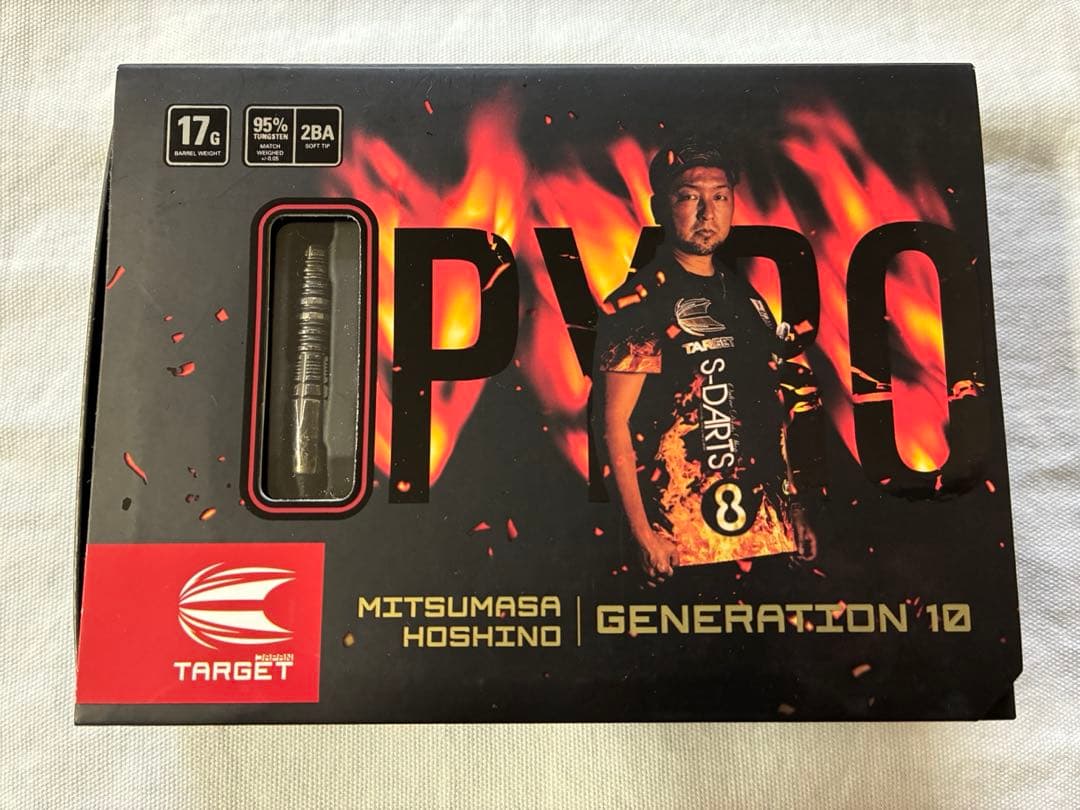 17G
BARREL WEIGHT
95%
TUNGSTEN
MATCH
WEIGHED
+/-0.05
2BA
SOFT TIP
PYRO
TARGET
S-DARTS
8
JAPAN
TARGET
MITSUMASA
HOSHINO
GENERATION 10